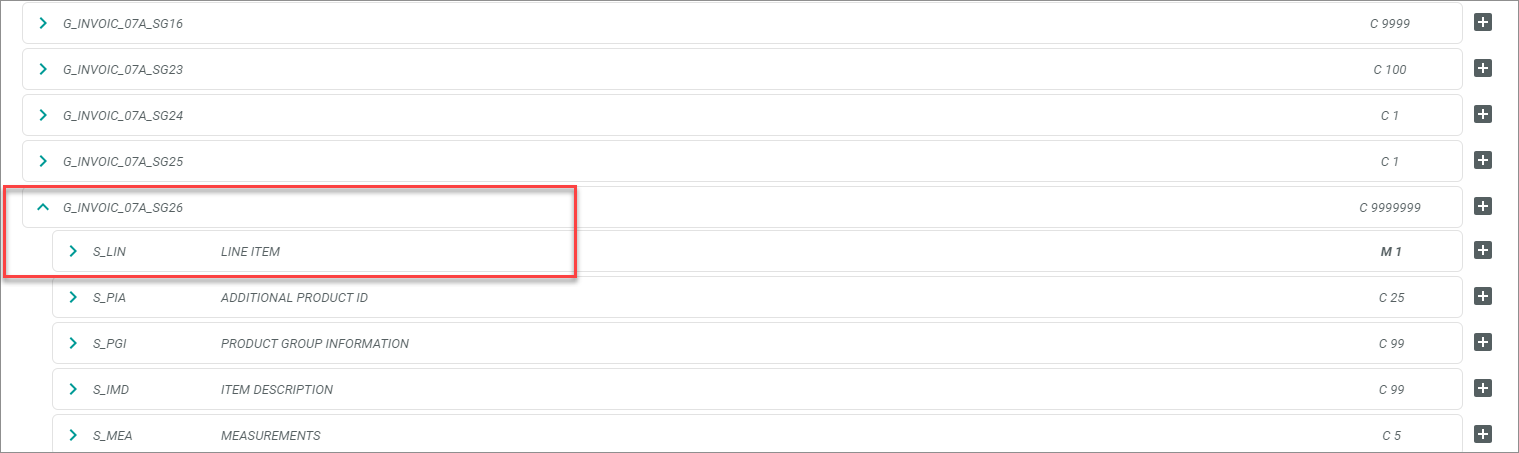 G_INVOIC_07A_SG16 C 9999
G_INVOIC_07A_SG23 C 100
G_INVOIC_07A_SG24 C 1
G_INVOIC_07A_SG25 C 1
G_INVOIC_07A_SG26 C 9999999
S_LIN LINE ITEM M 1
S_PIA ADDITIONAL PRODUCT ID C 25
S_PGI PRODUCT GROUP INFORMATION C 99
S_IMD ITEM DESCRIPTION C 99
S_MEA MEASUREMENTS C 5